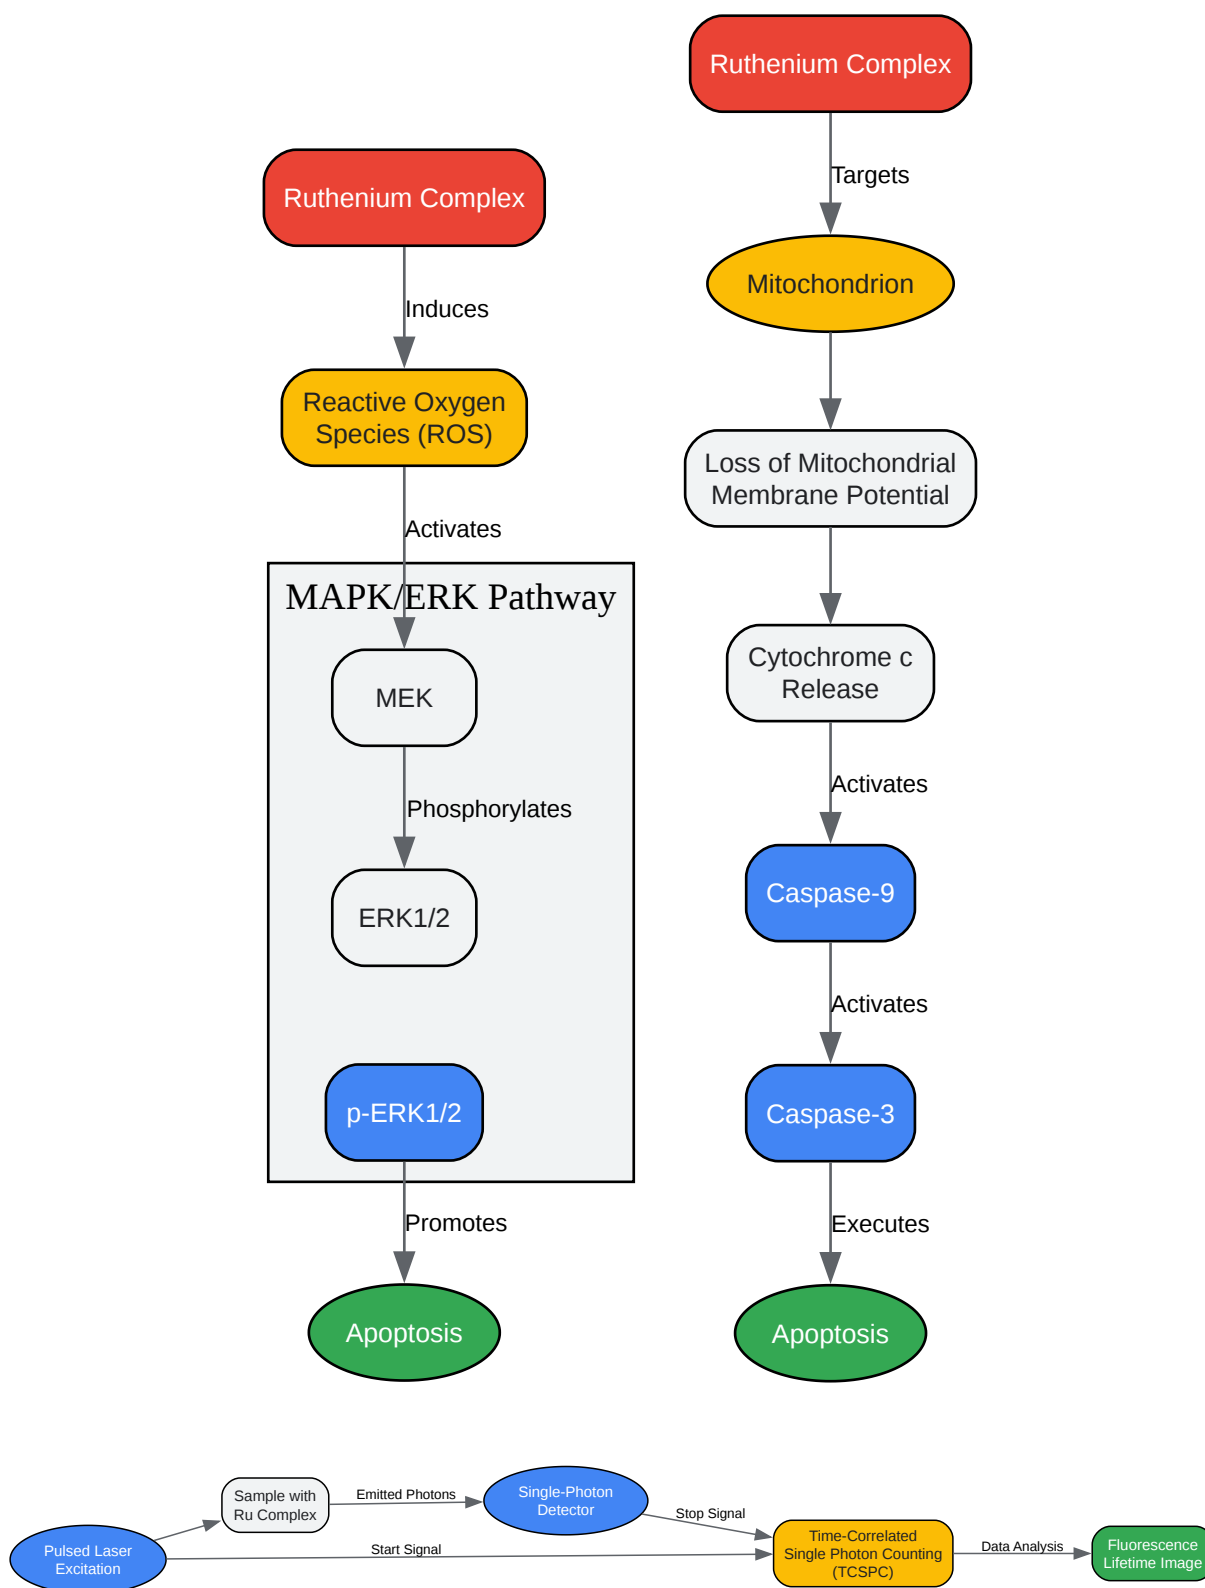 Ruthenium Complex
Induces
Reactive Oxygen
Species (ROS)
Activates
MAPK/ERK Pathway
MEK
Phosphorylates
ERK1/2
p-ERK1/2
Promotes
Apoptosis
Ruthenium Complex
Targets
Mitochondrion
Loss of Mitochondrial
Membrane Potential
Cytochrome c
Release
Activates
Caspase-9
Activates
Caspase-3
Executes
Apoptosis
Pulsed Laser
Excitation
Sample with
Ru Complex
Emitted Photons
Single-Photon
Detector
Start Signal
Stop Signal
Time-Correlated
Single Photon Counting
(TCSPC)
Data Analysis
Fluorescence
Lifetime Image